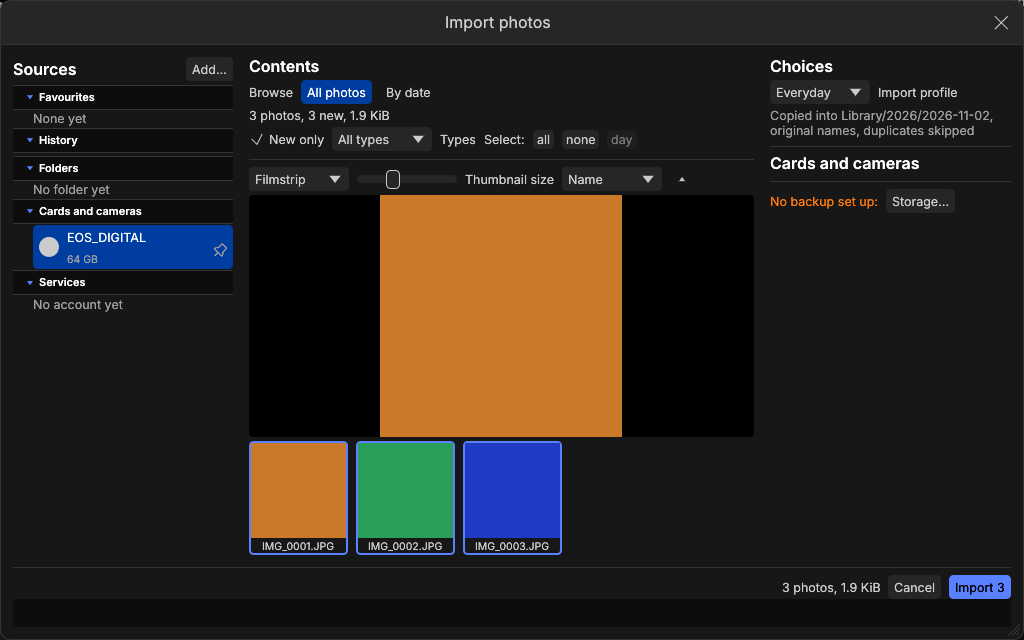 Import photos
Sources
Add...
Favourites
None yet
History
Folders
No folder yet
Cards and cameras
EOS_DIGITAL
64 GB
Services
No account yet
Contents
Browse All photos By date
3 photos, 3 new, 1.9 KiB
New only All types Types Select: all none day
Filmstrip Thumbnail size Name
IMG_0001.JPG IMG_0002.JPG IMG_0003.JPG
Choices
Everyday Import profile
Copied into Library/2026/2026-11-02,
original names, duplicates skipped
Cards and cameras
No backup set up: Storage...
3 photos, 1.9 KiB Cancel Import 3